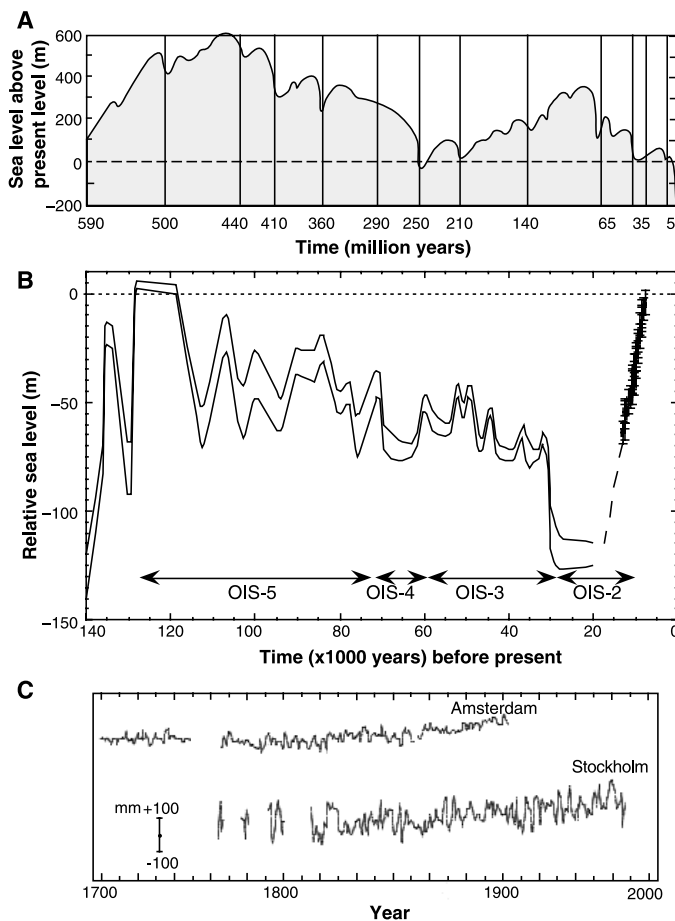 A
Sea level above
present level (m)
600
400
200
0
−200
590
500
440
410
360
290
250
210
140
65
35
5
Time (million years)
B
Relative sea level (m)
0
−50
−100
−150
OIS-5
OIS-4
OIS-3
OIS-2
140
120
100
80
60
40
20
0
Time (x1000 years) before present
C
Amsterdam
Stockholm
mm +100
-100
1700
1800
1900
2000
Year